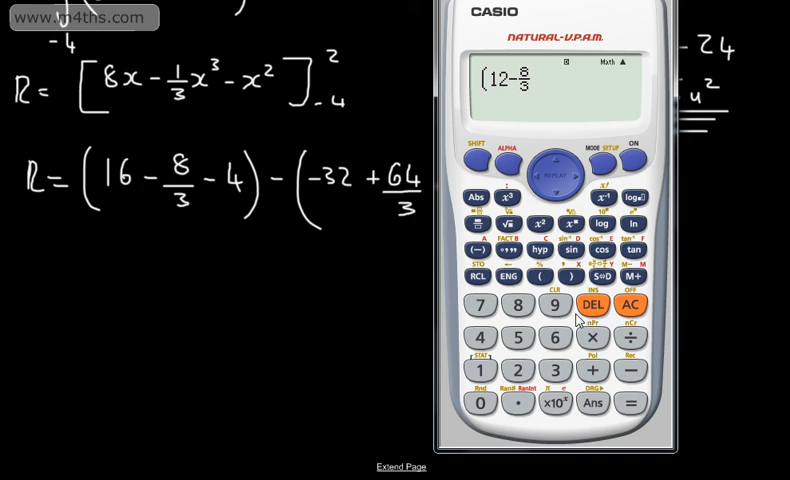 www.m4ths.com
-4
R = [8x - 1/3 x³ - x²]²₋₄
- 24
u²
R = (16 - 8/3 - 4) - (-32 + 64/3
CASIO
NATURAL-V.P.A.M.
Math ▲
(12-8/3
SHIFT ALPHA REPLAY MODE SETUP ON
Abs x³ x⁻¹ log
√ x² x log ln
(−) hyp sin cos tan
RCL ENG ( ) S⇔D M+
7 8 9 DEL AC
4 5 6 × ÷
1 2 3 + −
0 . ×10ˣ Ans =
Extend Page